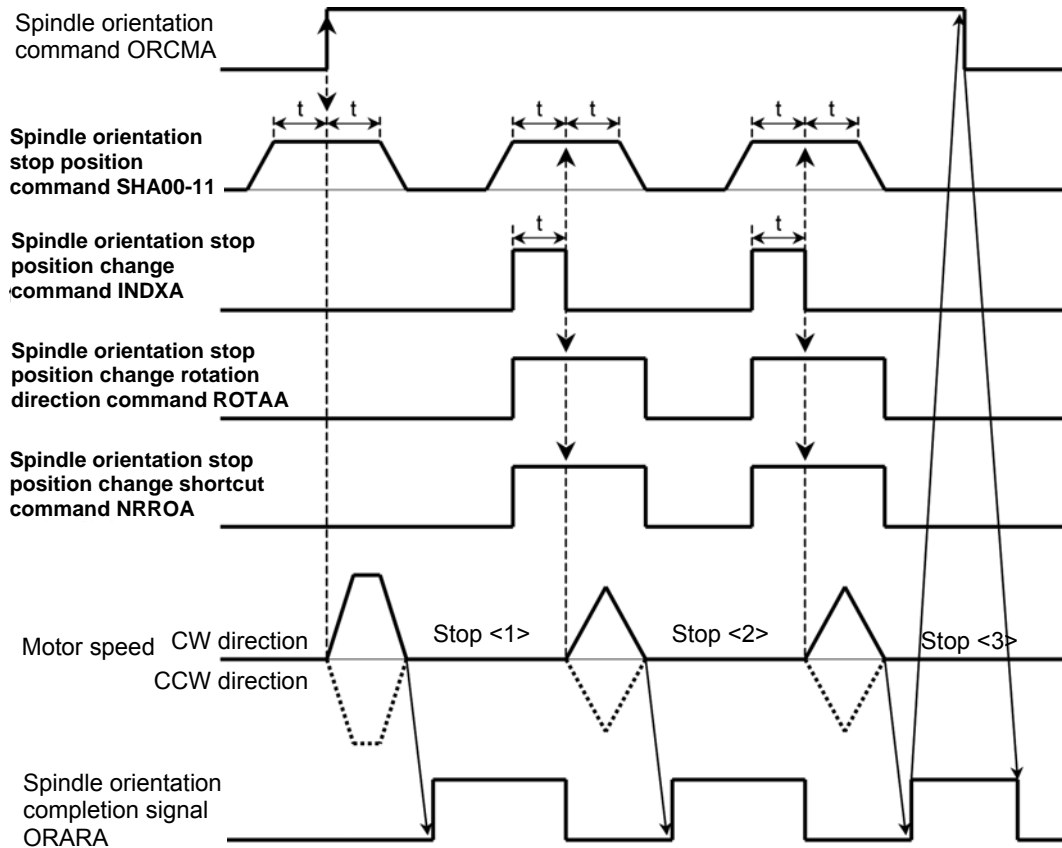 Spindle orientation
command ORCMA
t t t t t t
Spindle orientation
stop position
command SHA00-11
t t
Spindle orientation stop
position change
command INDXA
Spindle orientation stop
position change rotation
direction command ROTAA
Spindle orientation stop
position change shortcut
command NRROA
Motor speed CW direction Stop <1> Stop <2> Stop <3>
CCW direction
Spindle orientation
completion signal
ORARA